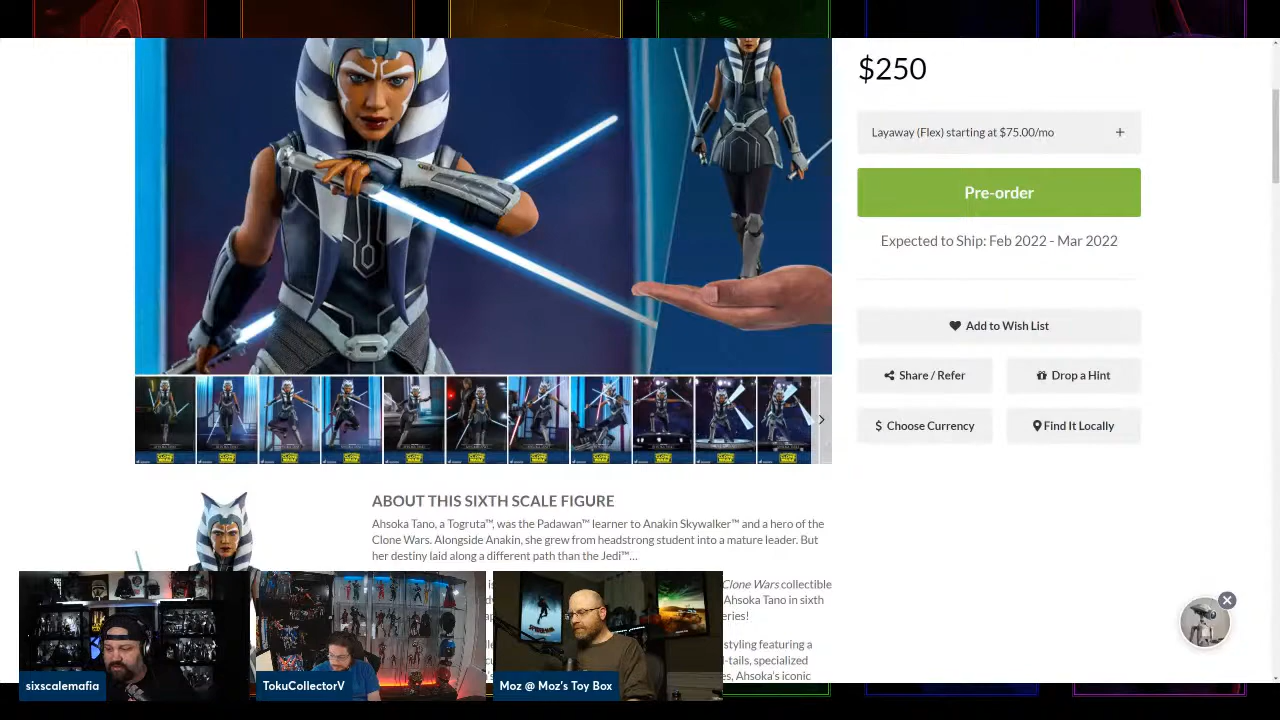 $250
Layaway (Flex) starting at $75.00/mo
Pre-order
Expected to Ship: Feb 2022 - Mar 2022
Add to Wish List
Share / Refer
Drop a Hint
$ Choose Currency
Find It Locally
ABOUT THIS SIXTH SCALE FIGURE
Ahsoka Tano, a Togruta™, was the Padawan™ learner to Anakin Skywalker™ and a hero of the
Clone Wars. Alongside Anakin, she grew from headstrong student into a mature leader. But
her destiny laid along a different path than the Jedi™...
Clone Wars collectible
Ahsoka Tano in sixth
eries!
styling featuring a
-tails, specialized
es, Ahsoka's iconic
sixscalemafia
TokuCollectorV
Moz @ Moz's Toy Box